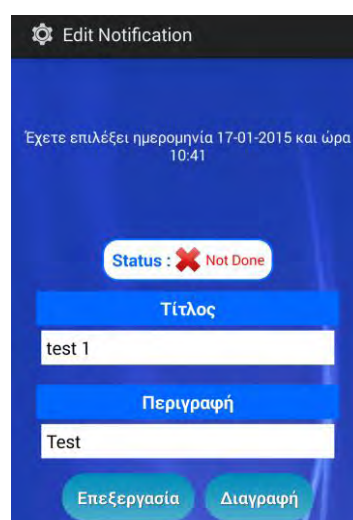 Edit Notification
Έχετε επιλέξει ημερομηνία 17-01-2015 και ώρα
10:41
Status : Not Done
Τίτλος
test 1
Περιγραφή
Test
Επεξεργασία Διαγραφή